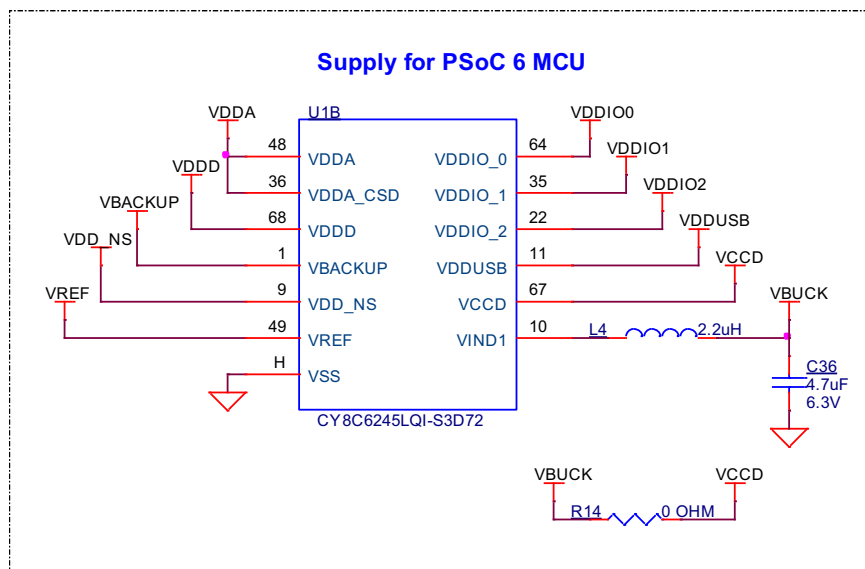 Supply for PSoC 6 MCU
VDDA
U1B
VDDIO0
48 VDDA VDDIO_0 64
VDDD
VDDIO1
36 VDDA_CSD VDDIO_1 35
VBACKUP
VDDIO2
68 VDDD VDDIO_2 22
VDD_NS
VDDUSB
1 VBACKUP VDDUSB 11
VREF
VCCD
9 VDD_NS VCCD 67
VBUCK
49 VREF VIND1 10 L4 2.2uH
H VSS
C36
4.7uF
6.3V
CY8C6245LQI-S3D72
VBUCK VCCD
R14 0 OHM